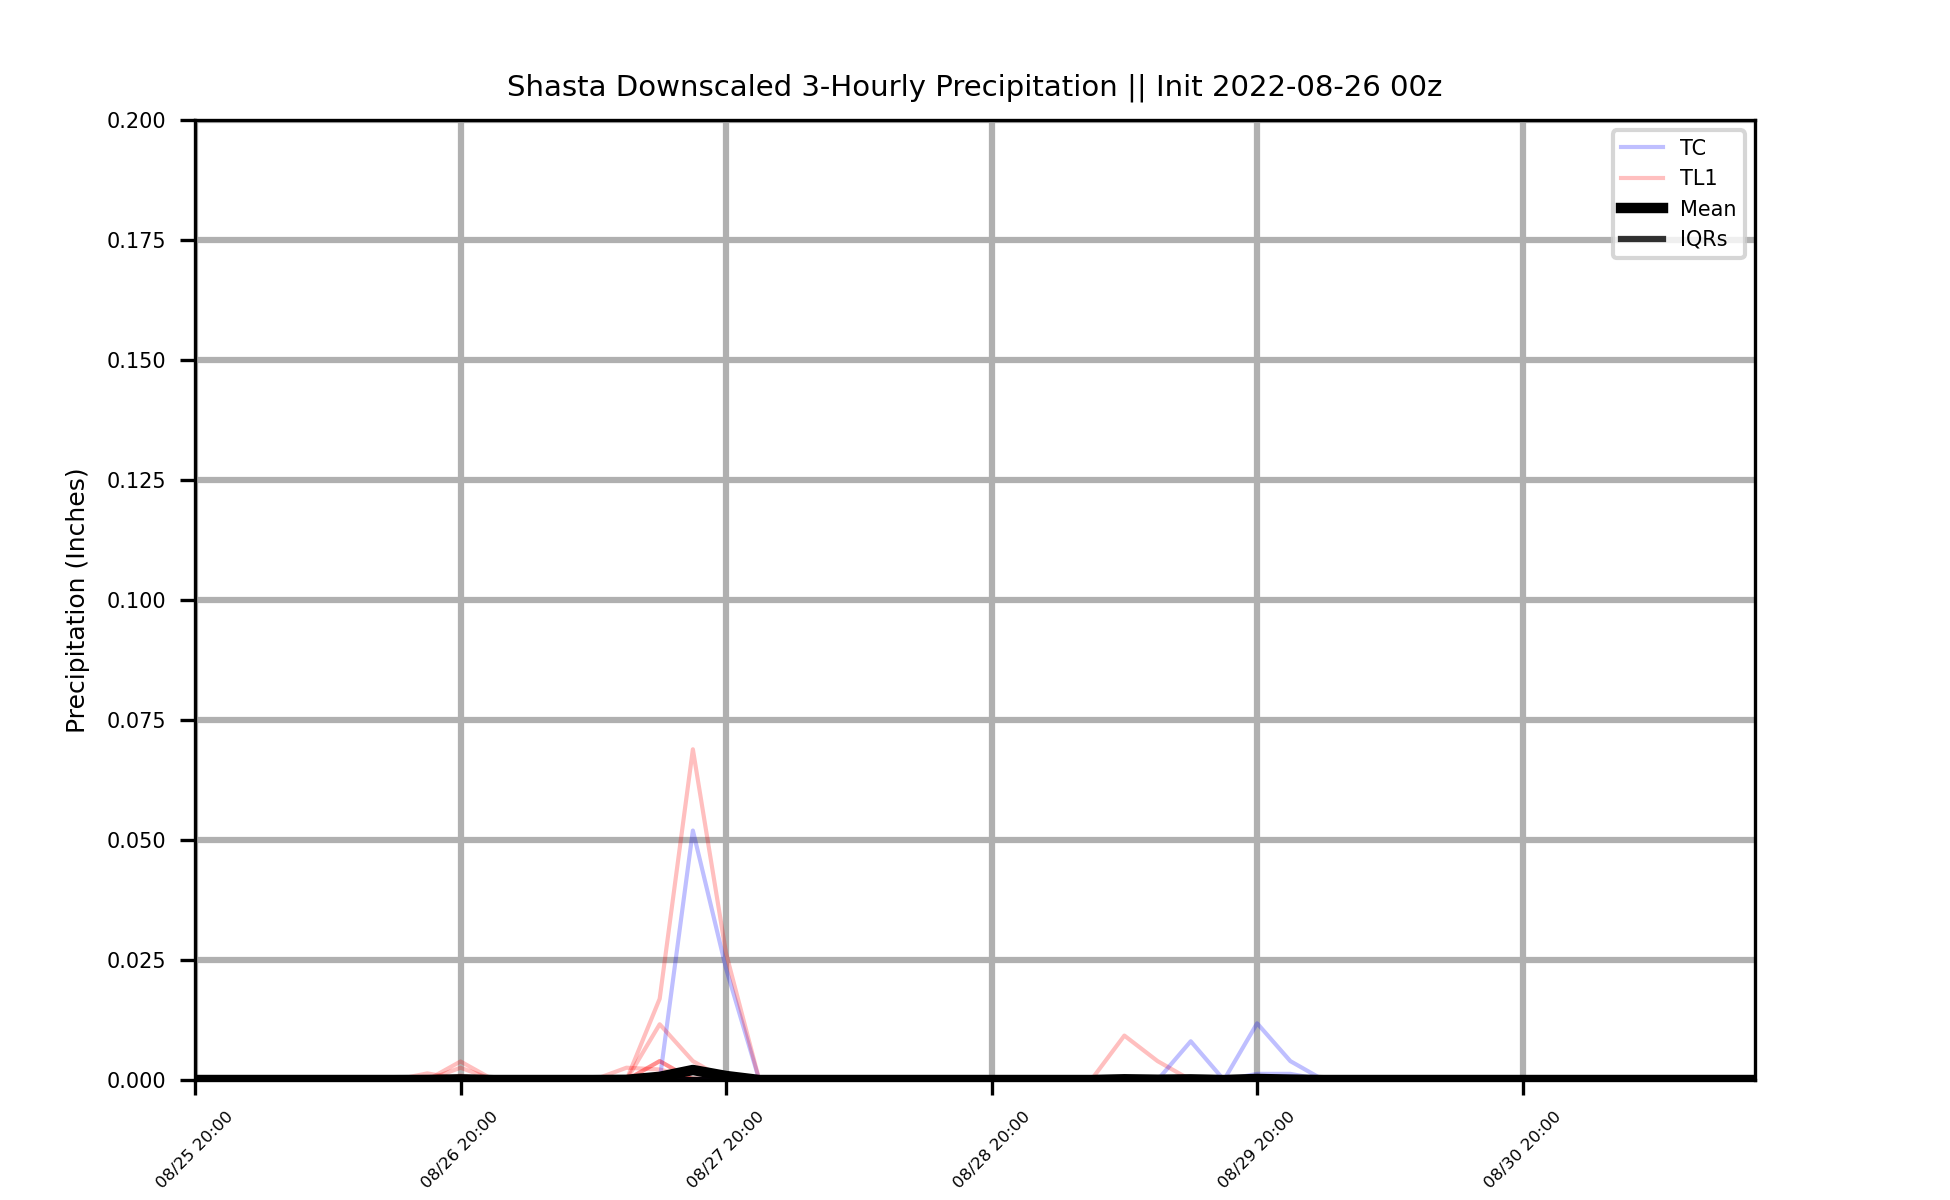 Shasta Downscaled 3-Hourly Precipitation || Init 2022-08-26 00z
TC
TL1
Mean
IQRs
Precipitation (Inches)
0.200
0.175
0.150
0.125
0.100
0.075
0.050
0.025
0.000
08/25 20:00
08/26 20:00
08/27 20:00
08/28 20:00
08/29 20:00
08/30 20:00